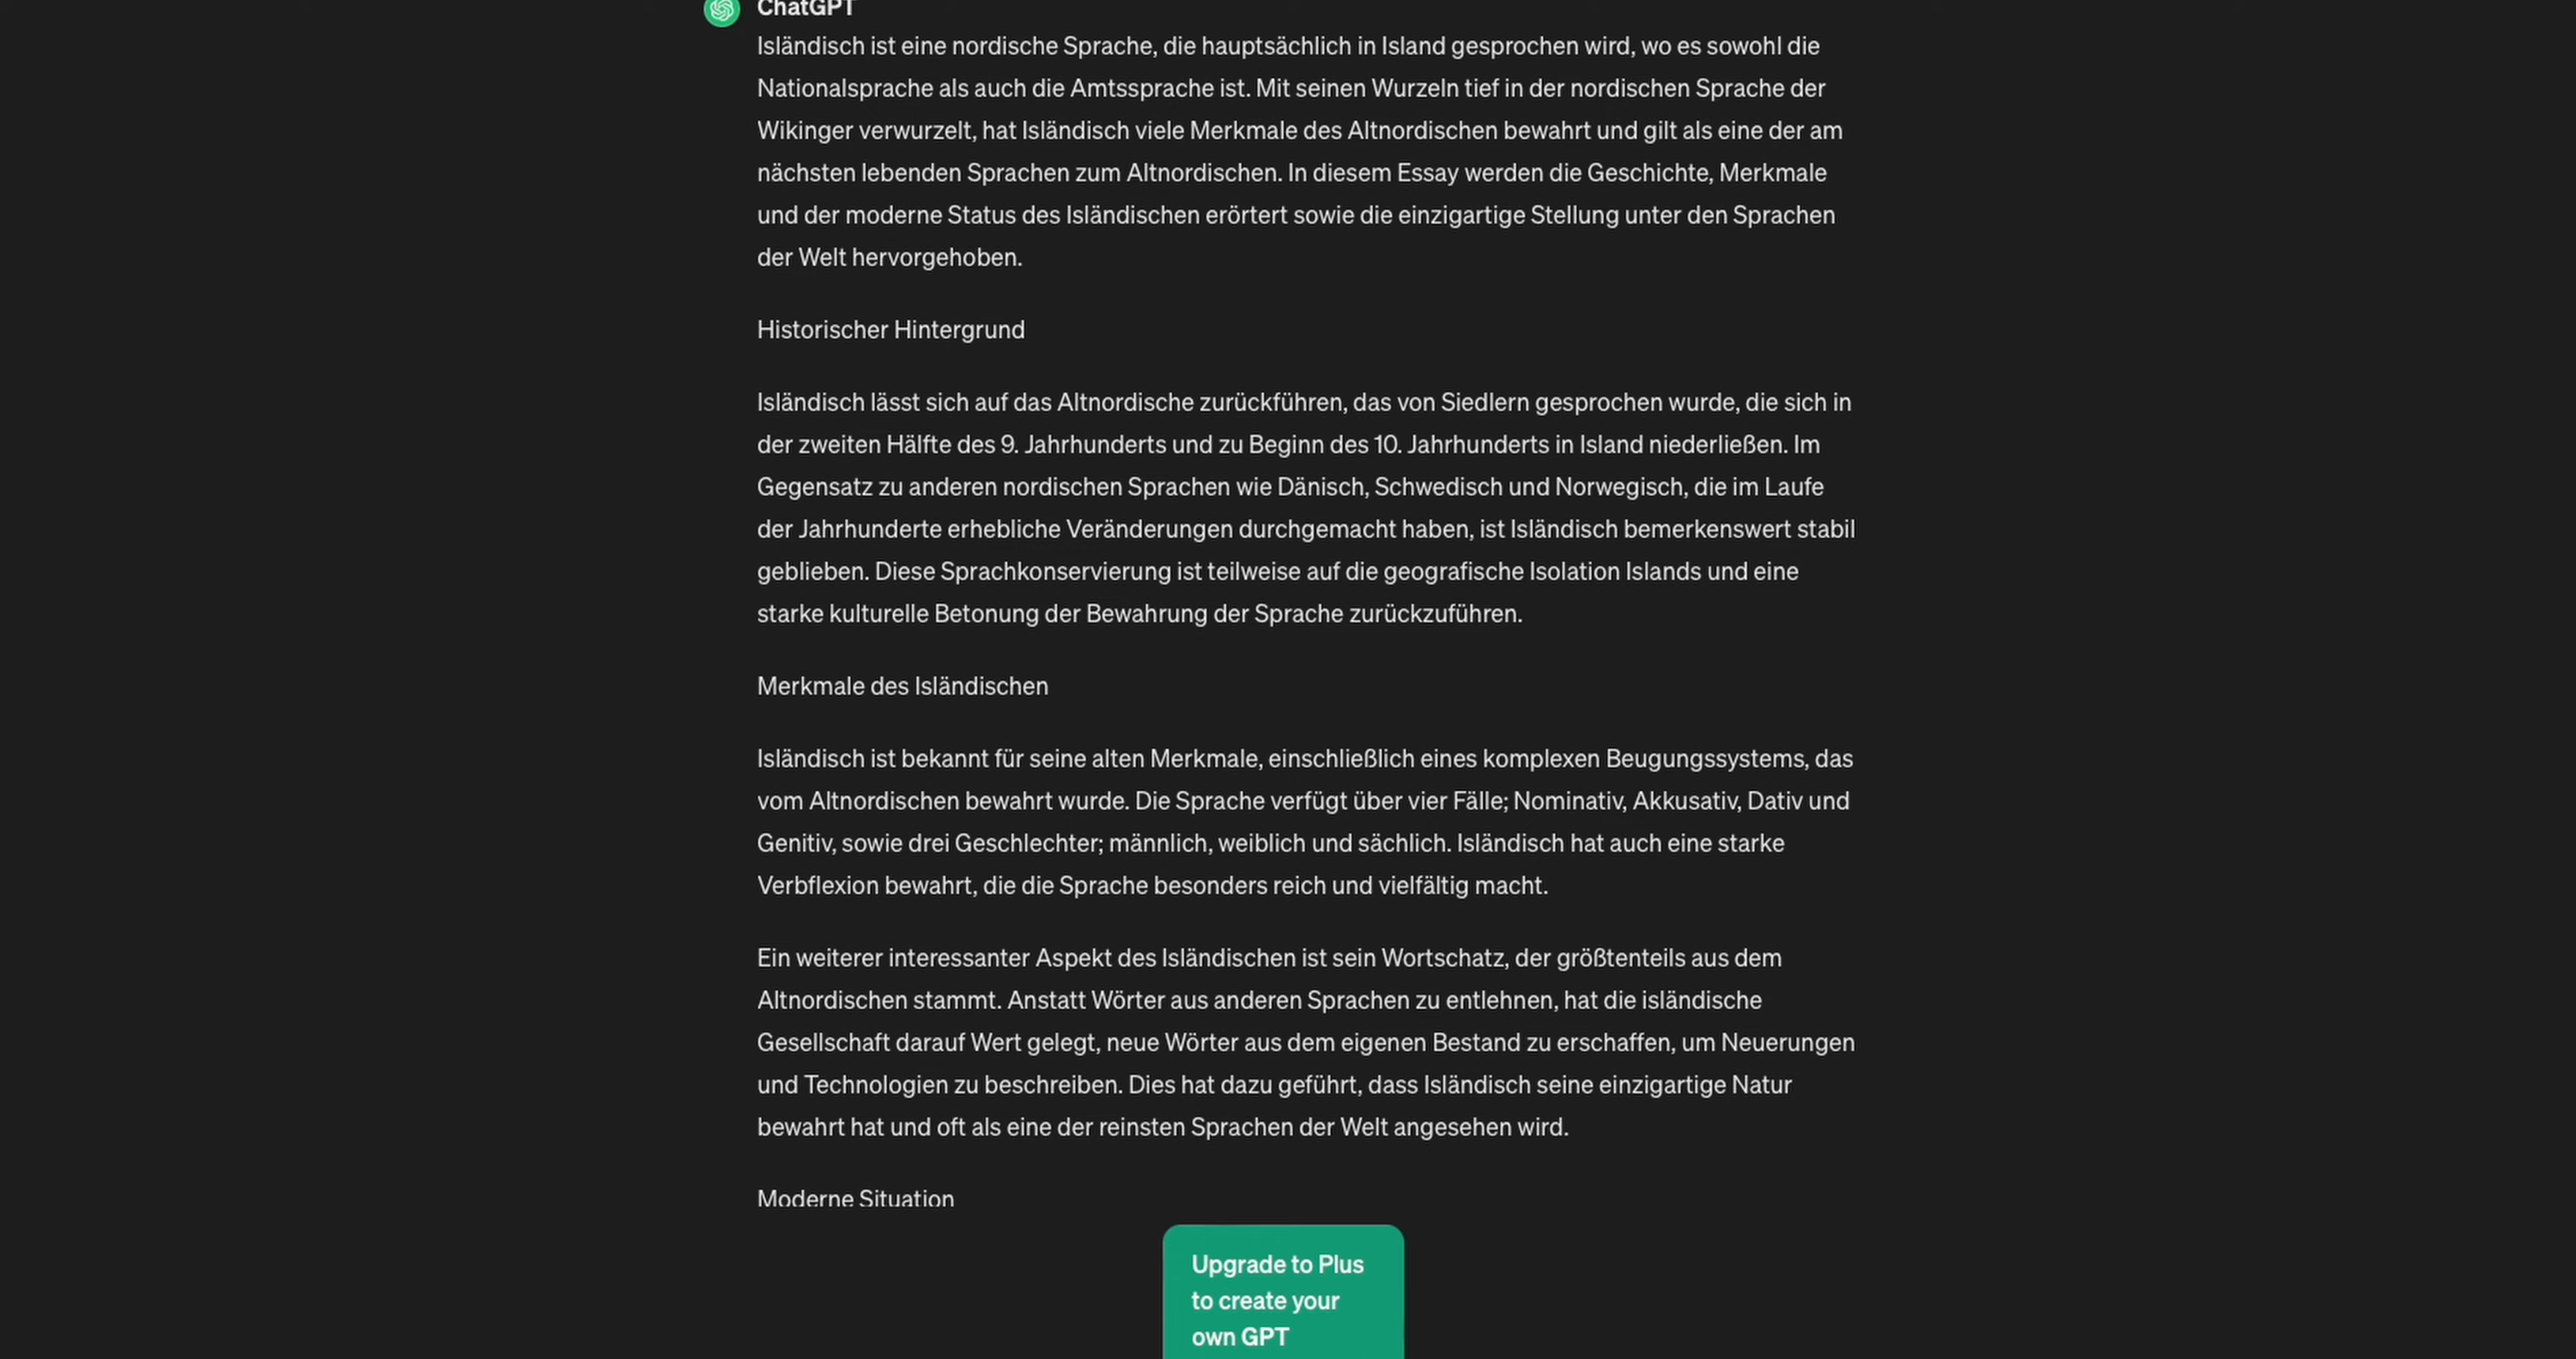 ChatGPT
Isländisch ist eine nordische Sprache, die hauptsächlich in Island gesprochen wird, wo es sowohl die
Nationalsprache als auch die Amtssprache ist. Mit seinen Wurzeln tief in der nordischen Sprache der
Wikinger verwurzelt, hat Isländisch viele Merkmale des Altnordischen bewahrt und gilt als eine der am
nächsten lebenden Sprachen zum Altnordischen. In diesem Essay werden die Geschichte, Merkmale
und der moderne Status des Isländischen erörtert sowie die einzigartige Stellung unter den Sprachen
der Welt hervorgehoben.
Historischer Hintergrund
Isländisch lässt sich auf das Altnordische zurückführen, das von Siedlern gesprochen wurde, die sich in
der zweiten Hälfte des 9. Jahrhunderts und zu Beginn des 10. Jahrhunderts in Island niederließen. Im
Gegensatz zu anderen nordischen Sprachen wie Dänisch, Schwedisch und Norwegisch, die im Laufe
der Jahrhunderte erhebliche Veränderungen durchgemacht haben, ist Isländisch bemerkenswert stabil
geblieben. Diese Sprachkonservierung ist teilweise auf die geografische Isolation Islands und eine
starke kulturelle Betonung der Bewahrung der Sprache zurückzuführen.
Merkmale des Isländischen
Isländisch ist bekannt für seine alten Merkmale, einschließlich eines komplexen Beugungssystems, das
vom Altnordischen bewahrt wurde. Die Sprache verfügt über vier Fälle; Nominativ, Akkusativ, Dativ und
Genitiv, sowie drei Geschlechter; männlich, weiblich und sächlich. Isländisch hat auch eine starke
Verbflexion bewahrt, die die Sprache besonders reich und vielfältig macht.
Ein weiterer interessanter Aspekt des Isländischen ist sein Wortschatz, der größtenteils aus dem
Altnordischen stammt. Anstatt Wörter aus anderen Sprachen zu entlehnen, hat die isländische
Gesellschaft darauf Wert gelegt, neue Wörter aus dem eigenen Bestand zu erschaffen, um Neuerungen
und Technologien zu beschreiben. Dies hat dazu geführt, dass Isländisch seine einzigartige Natur
bewahrt hat und oft als eine der reinsten Sprachen der Welt angesehen wird.
Moderne Situation
Upgrade to Plus
to create your
own GPT